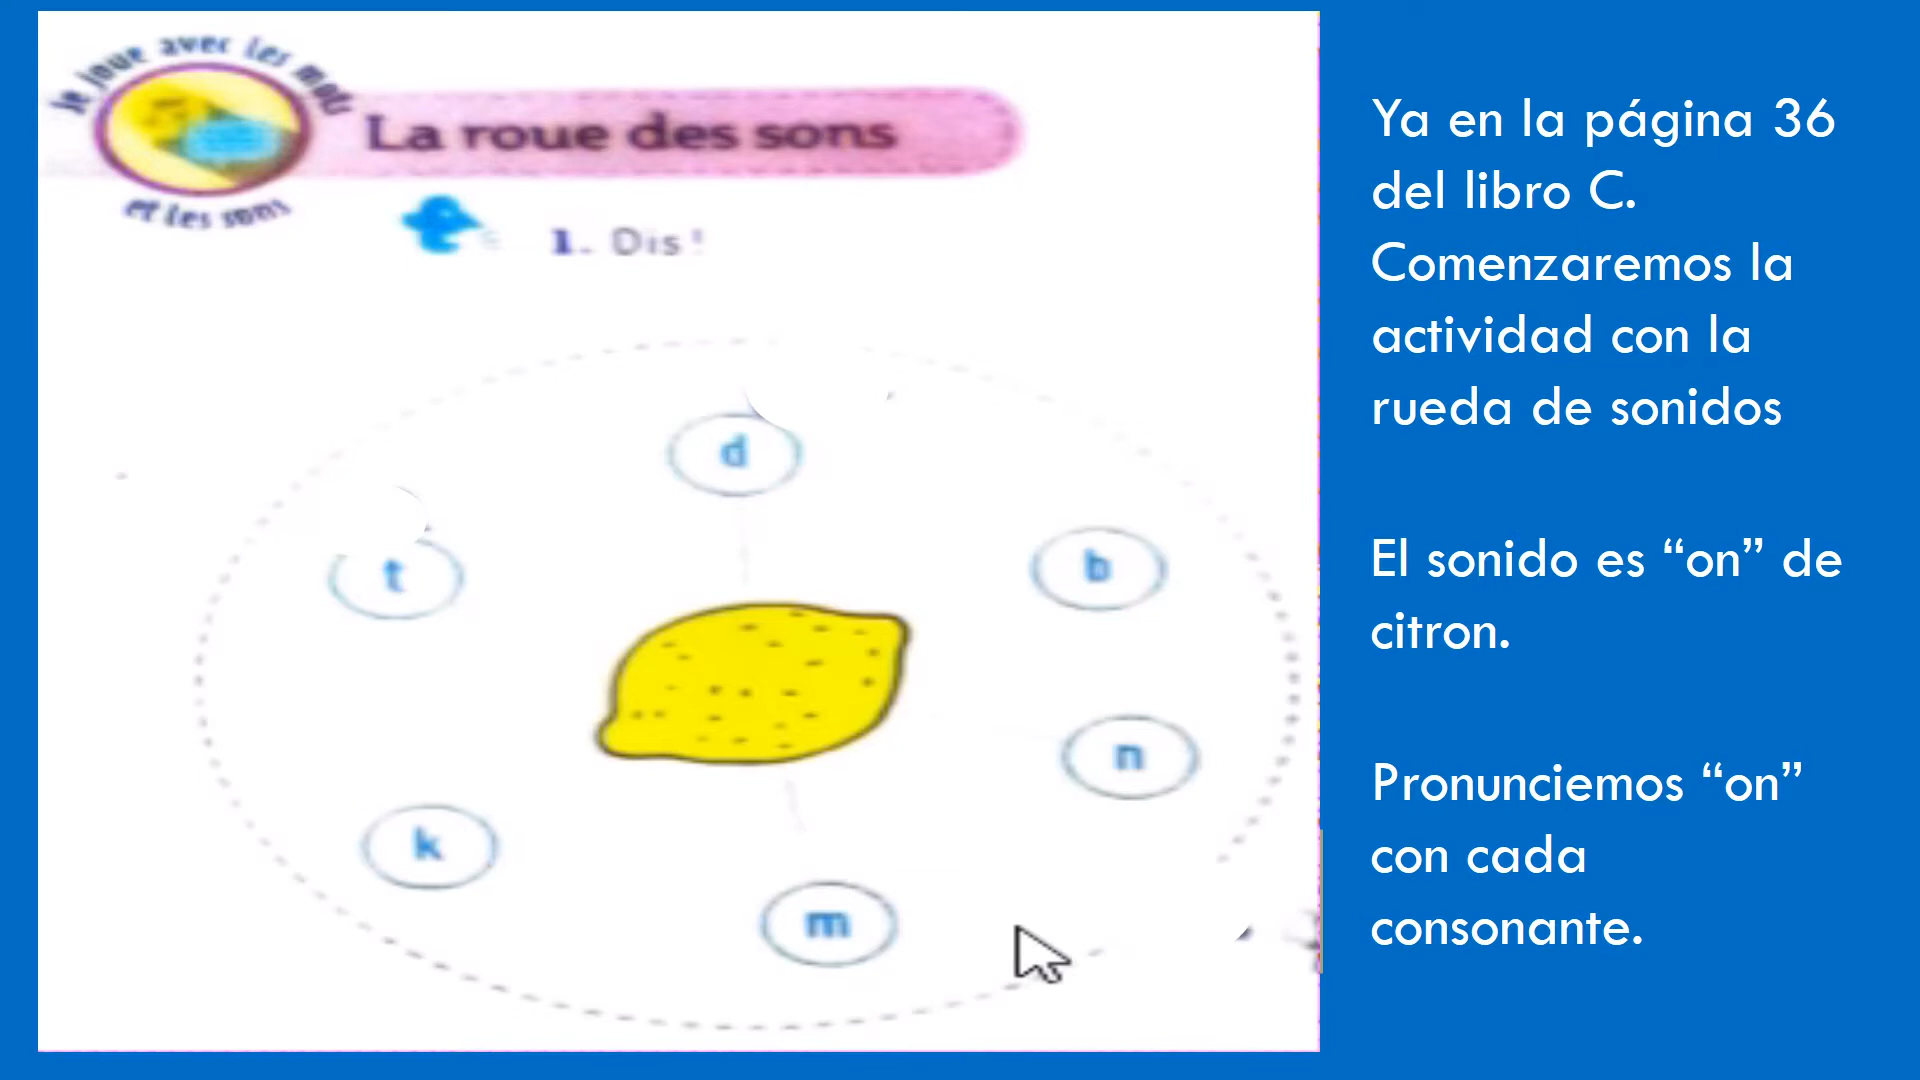 Je joue avec les mots
et les sons
La roue des sons
1. Dis !
d
t
b
n
k
m
Ya en la página 36
del libro C.
Comenzaremos la
actividad con la
rueda de sonidos
El sonido es “on” de
citron.
Pronunciemos “on”
con cada
consonante.